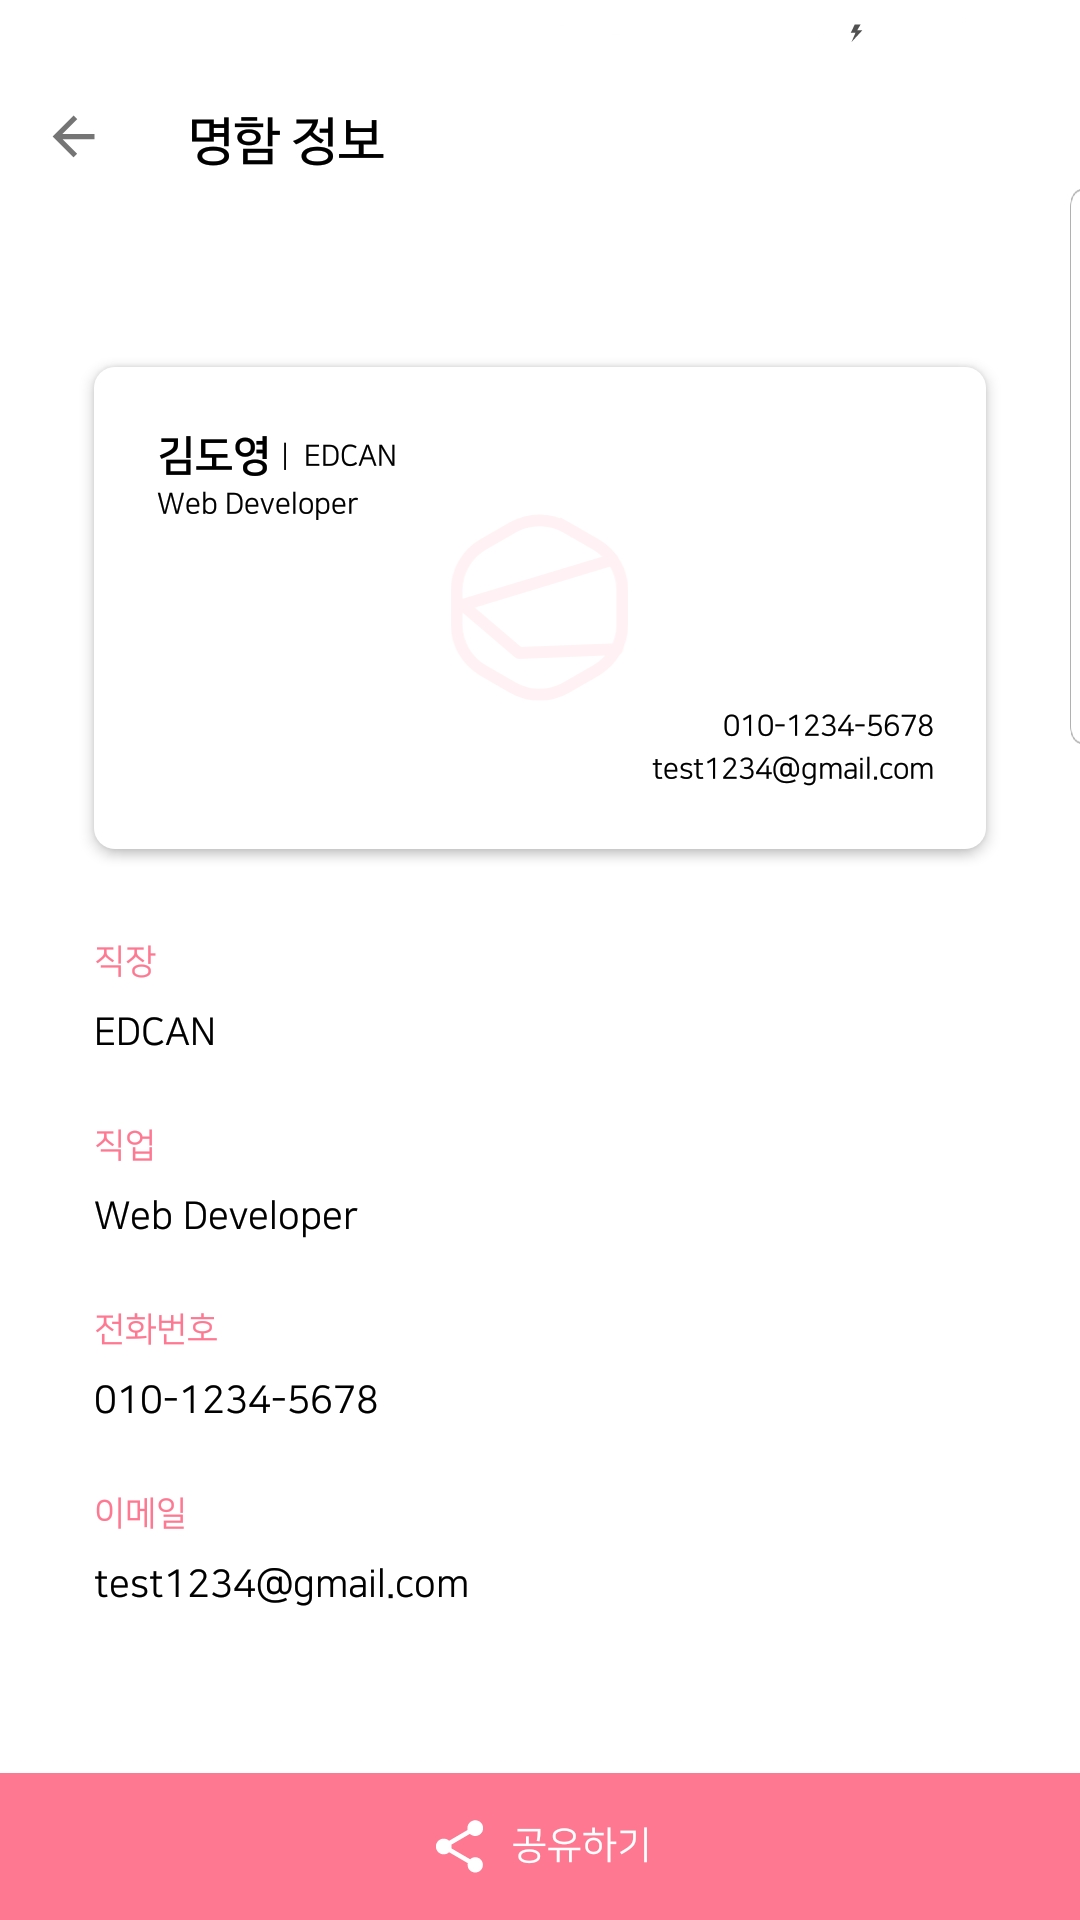 명함 정보
김도영 | EDCAN
Web Developer
010-1234-5678
test1234@gmail.com
직장
EDCAN
직업
Web Developer
전화번호
010-1234-5678
이메일
test1234@gmail.com
공유하기